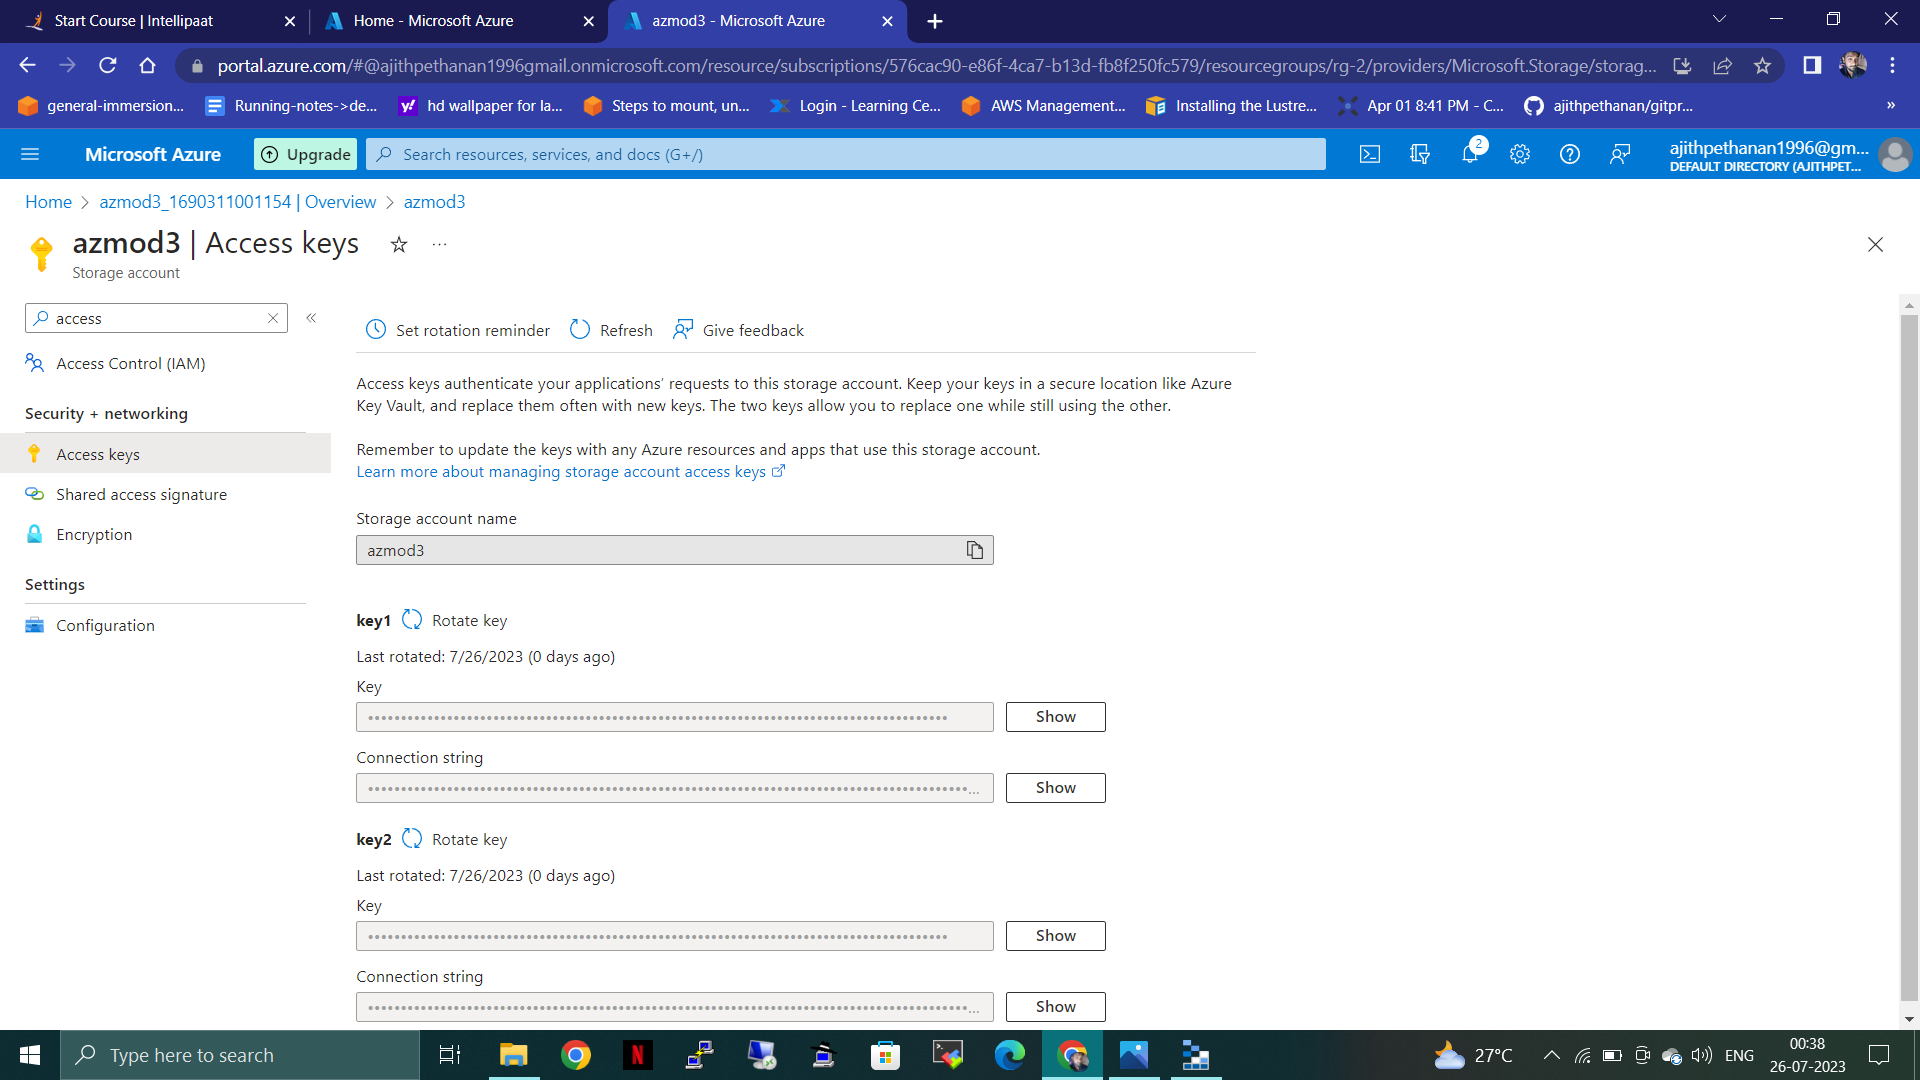 Start Course | Intellipaat
Home - Microsoft Azure
azmod3 - Microsoft Azure
portal.azure.com/#@ajithpethanan1996gmail.onmicrosoft.com/resource/subscriptions/576cac90-e86f-4ca7-b13d-fb8f250fc579/resourcegroups/rg-2/providers/Microsoft.Storage/storag...
general-immersion...
Running-notes->de...
hd wallpaper for la...
Steps to mount, un...
Login - Learning Ce...
AWS Management...
Installing the Lustre...
Apr 01 8:41 PM - C...
ajithpethanan/gitpr...
»
Microsoft Azure
Upgrade
Search resources, services, and docs (G+/)
2
ajithpethanan1996@gm...
DEFAULT DIRECTORY (AJITHPET...
Home > azmod3_1690311001154 | Overview > azmod3
azmod3 | Access keys
Storage account
access
Access Control (IAM)
Security + networking
Access keys
Shared access signature
Encryption
Settings
Configuration
Set rotation reminder
Refresh
Give feedback
Access keys authenticate your applications' requests to this storage account. Keep your keys in a secure location like Azure
Key Vault, and replace them often with new keys. The two keys allow you to replace one while still using the other.
Remember to update the keys with any Azure resources and apps that use this storage account.
Learn more about managing storage account access keys
Storage account name
azmod3
key1 Rotate key
Last rotated: 7/26/2023 (0 days ago)
Key
Show
Connection string
Show
key2 Rotate key
Last rotated: 7/26/2023 (0 days ago)
Key
Show
Connection string
Show
Type here to search
27°C
ENG
00:38
26-07-2023